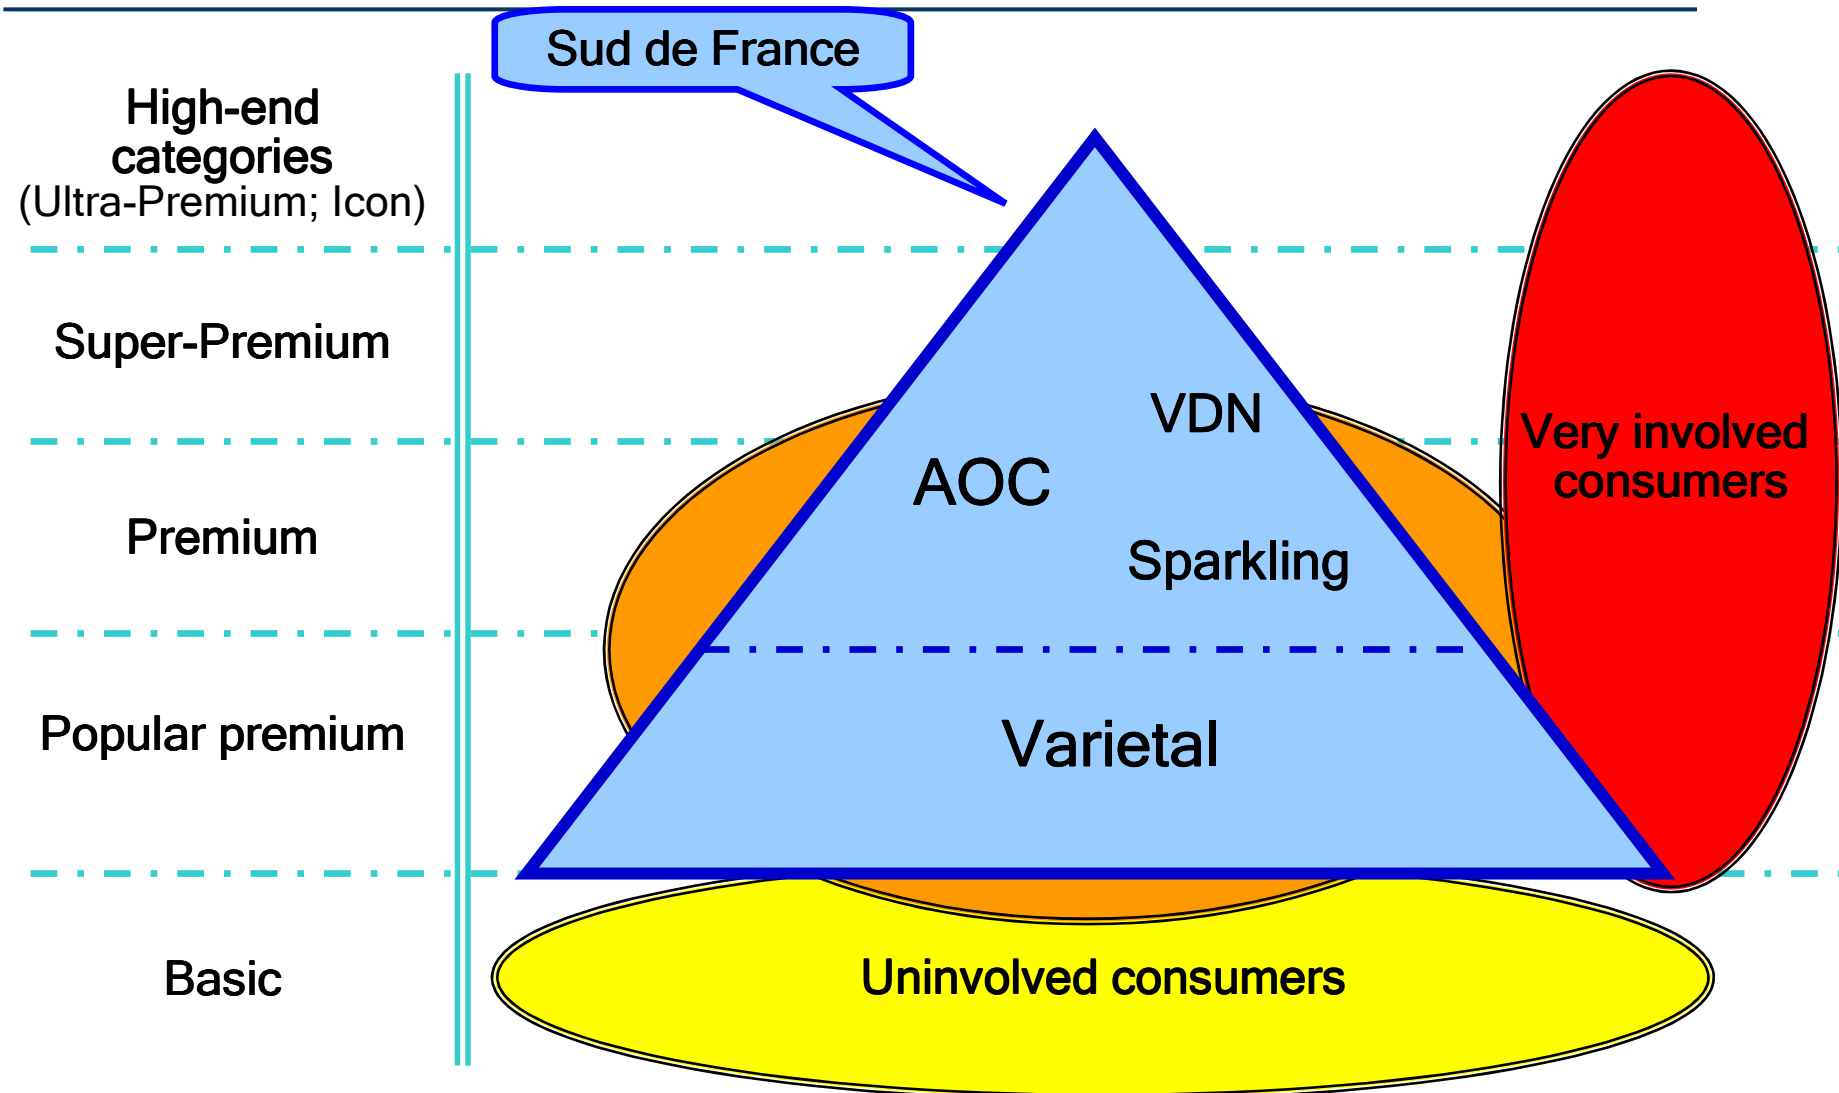 Sud de France
High-end
categories
(Ultra-Premium; Icon)
Super-Premium
VDN
Very involved
consumers
AOC
Premium
Sparkling
Popular premium
Varietal
Basic
Uninvolved consumers